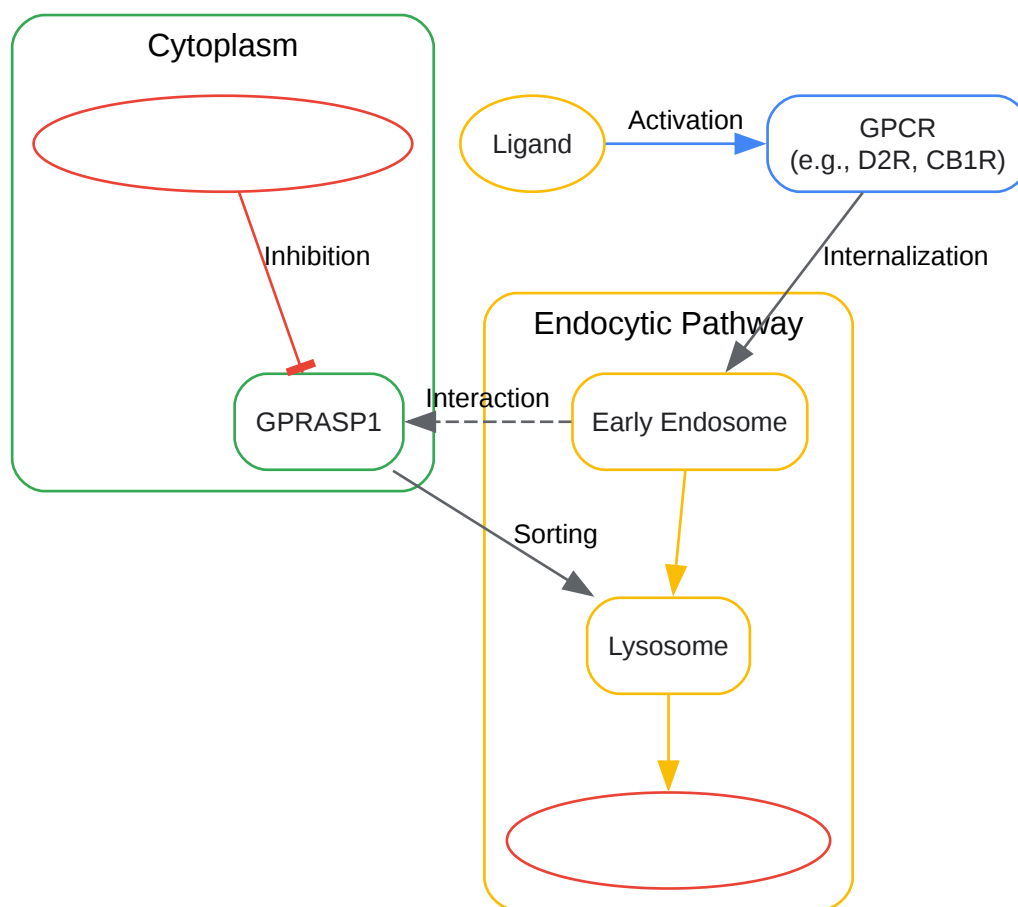 Cytoplasm
Ligand
Activation
GPCR
(e.g., D2R, CB1R)
Inhibition
Internalization
Endocytic Pathway
GPRASP1
Interaction
Early Endosome
Sorting
Lysosome